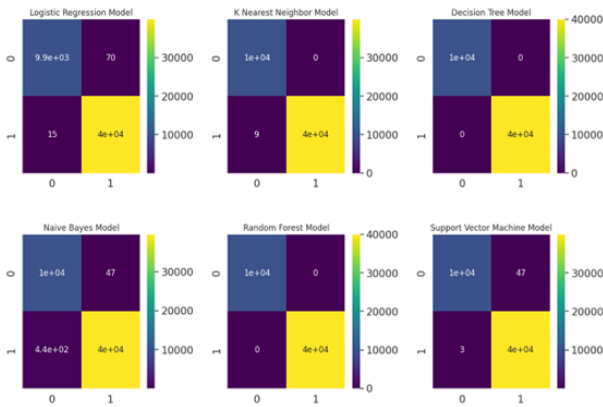 Logistic Regression Model
0 9.9e+03 70
1 15 4e+04
0 1
30000
20000
10000
K Nearest Neighbor Model
0 1e+04 0
1 9 4e+04
0 1
30000
20000
10000
0
Decision Tree Model
0 1e+04 0
1 0 4e+04
0 1
40000
30000
20000
10000
0
Naive Bayes Model
0 1e+04 47
1 4.4e+02 4e+04
0 1
30000
20000
10000
Random Forest Model
0 1e+04 0
1 0 4e+04
0 1
40000
30000
20000
10000
0
Support Vector Machine Model
0 1e+04 47
1 3 4e+04
0 1
30000
20000
10000